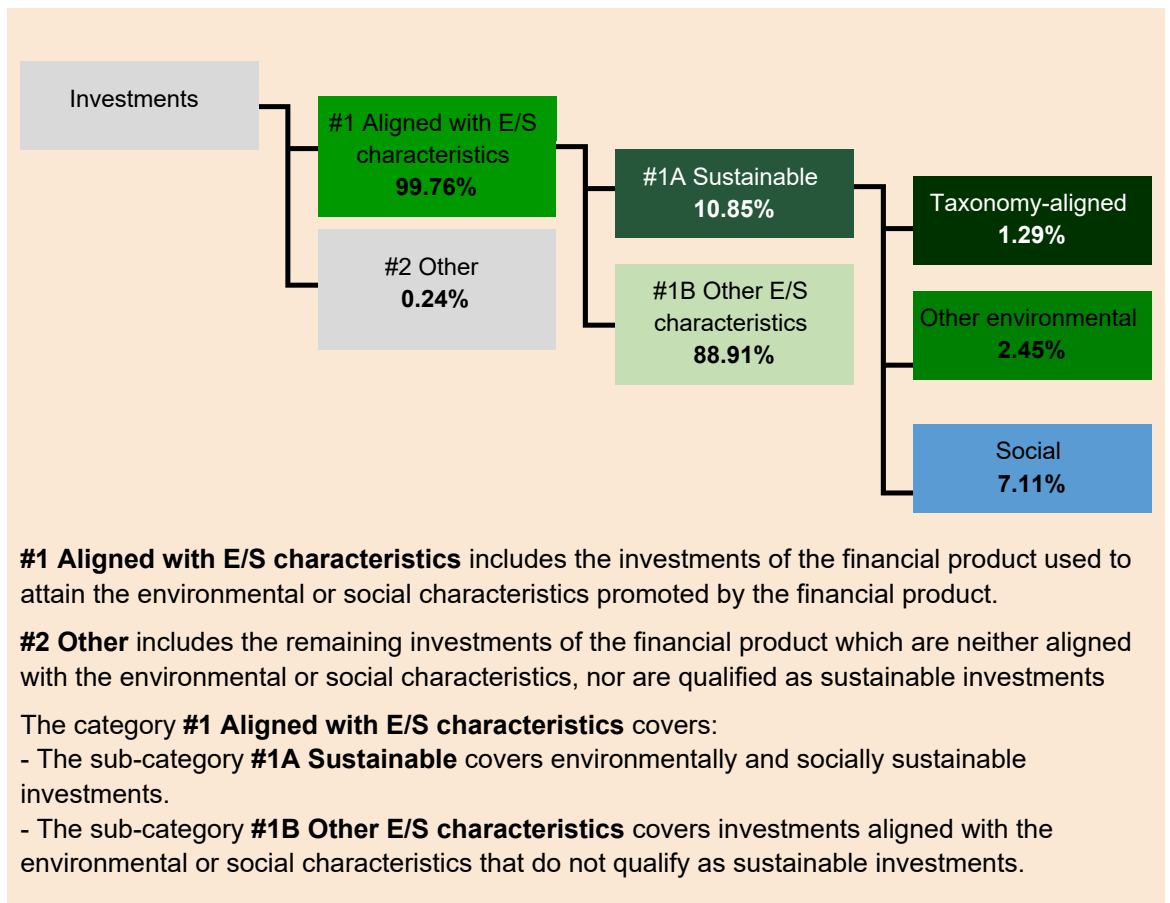 Investments
#1 Aligned with E/S
characteristics
99.76%
#2 Other
0.24%
#1A Sustainable
10.85%
#1B Other E/S
characteristics
88.91%
Taxonomy-aligned
1.29%
Other environmental
2.45%
Social
7.11%
#1 Aligned with E/S characteristics includes the investments of the financial product used to
attain the environmental or social characteristics promoted by the financial product.
#2 Other includes the remaining investments of the financial product which are neither aligned
with the environmental or social characteristics, nor are qualified as sustainable investments
The category #1 Aligned with E/S characteristics covers:
- The sub-category #1A Sustainable covers environmentally and socially sustainable
investments.
- The sub-category #1B Other E/S characteristics covers investments aligned with the
environmental or social characteristics that do not qualify as sustainable investments.